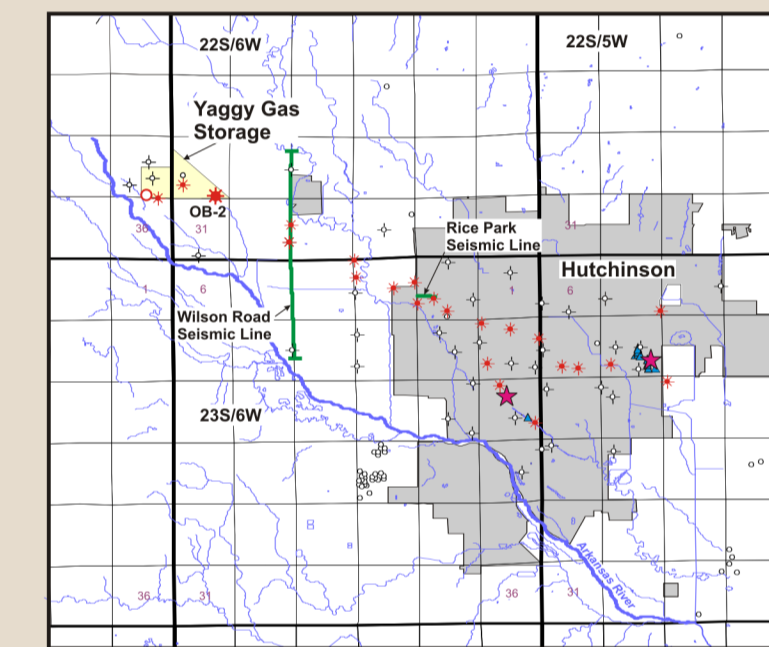 22S/6W
22S/5W
Yaggy Gas
Storage
OB-2
36
31
31
Rice Park
Seismic Line
Hutchinson
1
6
1
6
Wilson Road
Seismic Line
23S/6W
Arkansas River
36
31
36
31